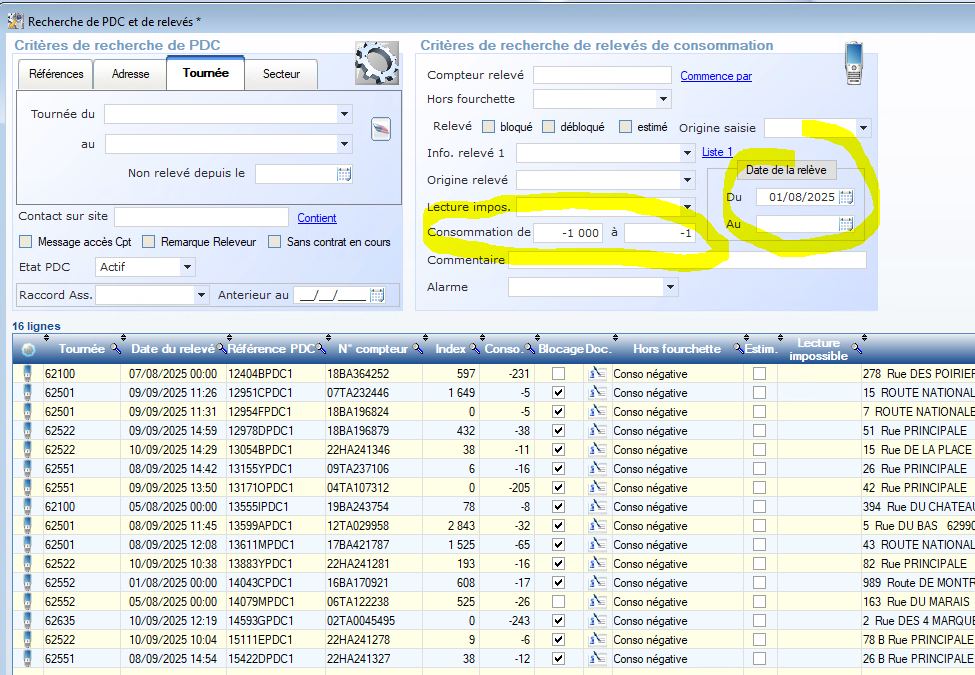 Recherche de PDC et de relevés *
Critères de recherche de PDC
Références Adresse Tournée Secteur
Tournée du
au
Non relevé depuis le
Contact sur site Contient
Message accès Cpt Remarque Releveur Sans contrat en cours
Etat PDC Actif
Raccord Ass. Anterieur au __/__/____
Critères de recherche de relevés de consommation
Compteur relevé Commence par
Hors fourchette
Relevé bloqué débloqué estimé Origine saisie
Info. relevé 1 Liste 1
Origine relevé
Lecture impos.
Consommation de -1 000 à -1
Commentaire
Alarme
Date de la relève
Du 01/08/2025
Au
16 lignes
Tournée Date du relevé Référence PDC N° compteur Index Conso. Blocage Doc. Hors fourchette Estim. Lecture
impossible
62100 07/08/2025 00:00 12404BPDC1 18BA364252 597 -231 Conso négative 278 Rue DES POIRIER
62501 09/09/2025 11:26 12951CPDC1 07TA232446 1 649 -5 Conso négative 15 ROUTE NATIONAL
62501 09/09/2025 11:31 12954FPDC1 18BA196824 0 -5 Conso négative 7 ROUTE NATIONALE
62522 09/09/2025 14:59 12978DPDC1 18BA196879 432 -38 Conso négative 51 Rue PRINCIPALE
62522 10/09/2025 14:29 13054BPDC1 22HA241346 38 -11 Conso négative 15 Rue DE LA PLACE
62551 08/09/2025 14:42 13155YPDC1 09TA237106 6 -16 Conso négative 26 Rue PRINCIPALE
62551 09/09/2025 13:50 13171OPDC1 04TA107312 0 -205 Conso négative 42 Rue PRINCIPALE
62100 05/08/2025 00:00 13555IPDC1 19BA243754 78 -8 Conso négative 394 Rue DU CHATEAU
62501 08/09/2025 11:45 13599APDC1 12TA029958 2 843 -32 Conso négative 5 Rue DU BAS 62990
62501 08/09/2025 12:08 13611MPDC1 17BA421787 1 525 -65 Conso négative 43 ROUTE NATIONAL
62522 10/09/2025 10:38 13883YPDC1 22HA241281 193 -16 Conso négative 82 Rue PRINCIPALE
62552 01/08/2025 00:00 14043CPDC1 16BA170921 608 -17 Conso négative 989 Route DE MONTR
62552 05/08/2025 00:00 14079MPDC1 06TA122238 525 -26 Conso négative 163 Rue DU MARAIS
62635 10/09/2025 12:19 14593GPDC1 02TA0045495 0 -243 Conso négative 2 Rue DES 4 MARQUE
62522 10/09/2025 10:04 15111EPDC1 22HA241278 9 -6 Conso négative 78 B Rue PRINCIPALE
62551 08/09/2025 14:54 15422DPDC1 22HA241327 38 -12 Conso négative 26 B Rue PRINCIPALE